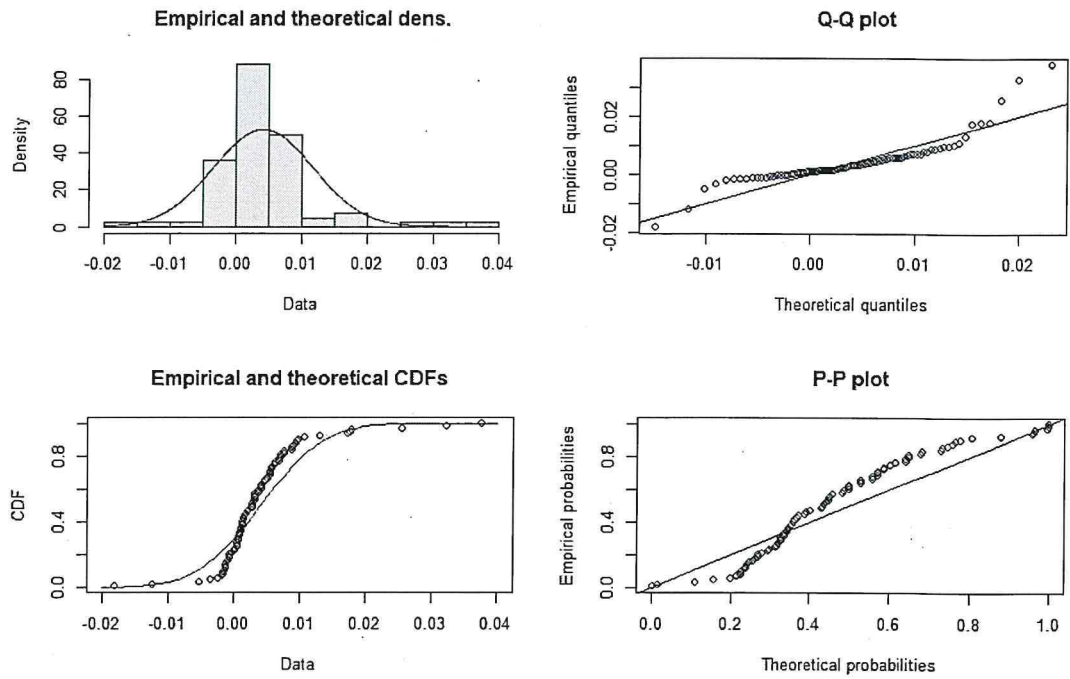 Empirical and theoretical dens.
Density
0
20
40
60
80
-0.02 -0.01 0.00 0.01 0.02 0.03 0.04
Data
Q-Q plot
Empirical quantiles
-0.02 0.00 0.02
-0.01 0.00 0.01 0.02
Theoretical quantiles
Empirical and theoretical CDFs
CDF
0.0 0.4 0.8
-0.02 -0.01 0.00 0.01 0.02 0.03 0.04
Data
P-P plot
Empirical probabilities
0.0 0.4 0.8
0.0 0.2 0.4 0.6 0.8 1.0
Theoretical probabilities